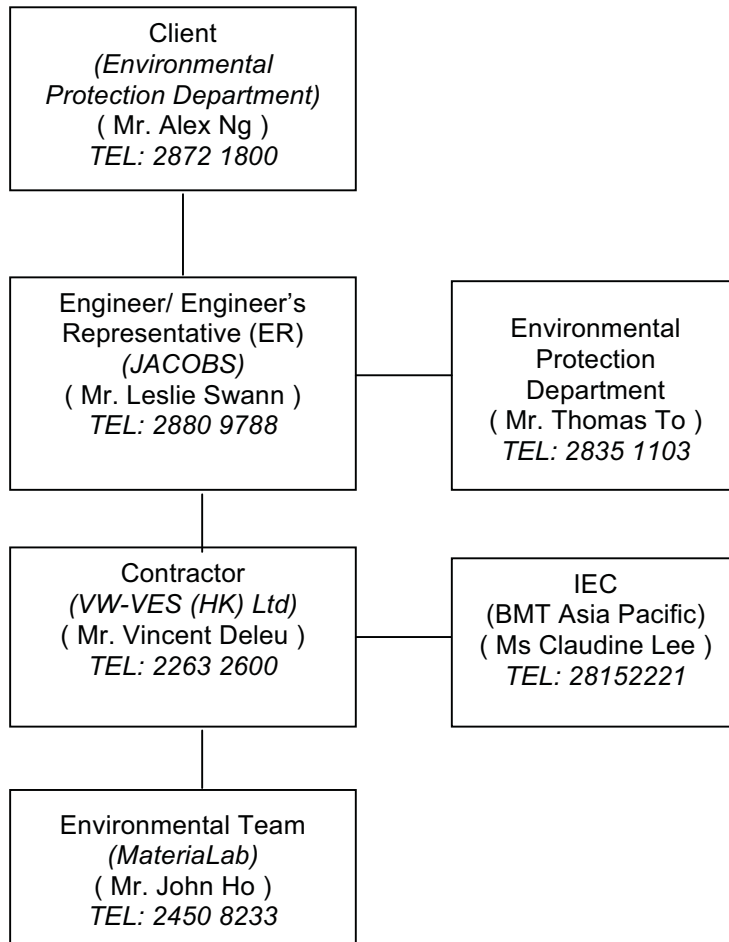 Client
(Environmental
Protection Department)
( Mr. Alex Ng )
TEL: 2872 1800
Engineer/ Engineer’s
Representative (ER)
(JACOBS)
( Mr. Leslie Swann )
TEL: 2880 9788
Environmental
Protection
Department
( Mr. Thomas To )
TEL: 2835 1103
Contractor
(VW-VES (HK) Ltd)
( Mr. Vincent Deleu )
TEL: 2263 2600
IEC
(BMT Asia Pacific)
( Ms Claudine Lee )
TEL: 28152221
Environmental Team
(MateriaLab)
( Mr. John Ho )
TEL: 2450 8233